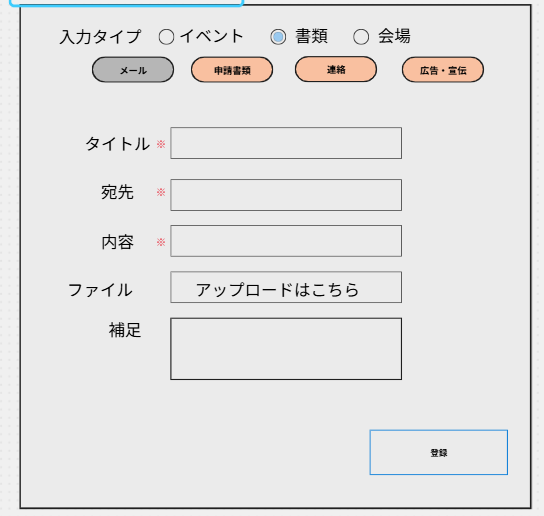 入力タイプ ○イベント ◉ 書類 ○ 会場
メール 申請書類 連絡 広告・宣伝
タイトル ※
宛先 ※
内容 ※
ファイル アップロードはこちら
補足
登録